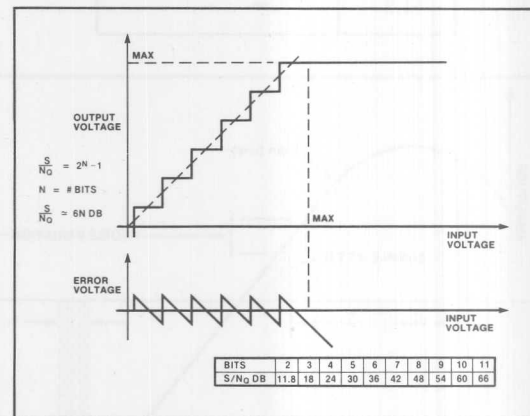 MAX
OUTPUT
VOLTAGE
S/N_Q = 2^N-1
N = # BITS
S/N_Q ≃ 6N DB
MAX
INPUT
VOLTAGE
ERROR
VOLTAGE
INPUT
VOLTAGE
BITS 2 3 4 5 6 7 8 9 10 11
S/N_Q DB 11.8 18 24 30 36 42 48 54 60 66